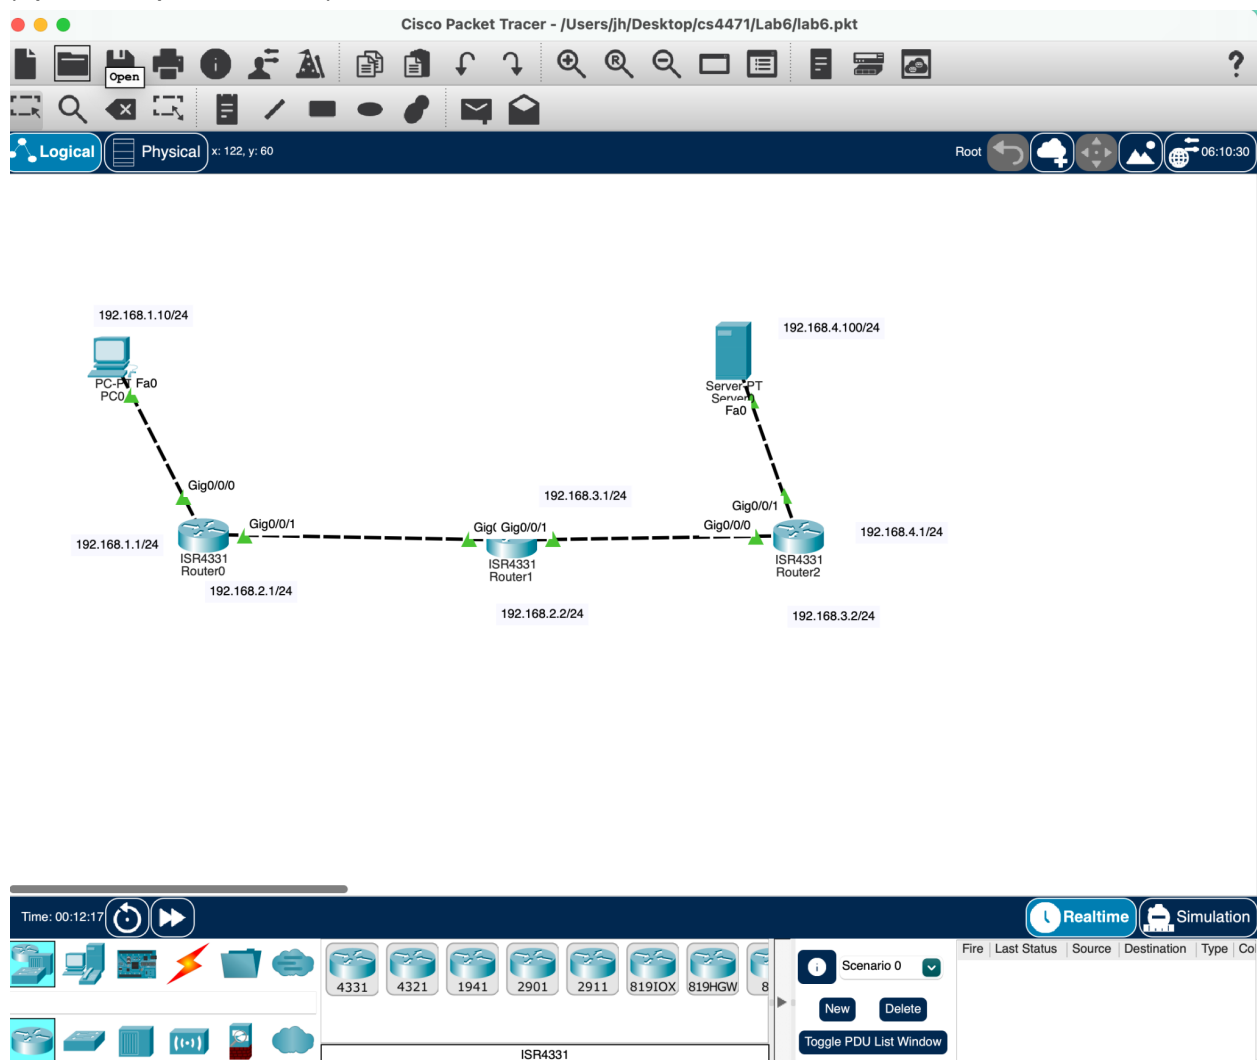 Cisco Packet Tracer - /Users/jh/Desktop/cs4471/Lab6/lab6.pkt
?
Open
Logical
Physical
x: 122, y: 60
Root
06:10:30
192.168.1.10/24
192.168.4.100/24
PC-PT
Fa0
PC0
Server-PT
Server0
Fa0
Gig0/0/0
192.168.3.1/24
Gig0/0/1
Gig0/0/1
Gig0/0/1
Gig0/0/0
192.168.4.1/24
192.168.1.1/24
ISR4331
Router0
ISR4331
Router1
ISR4331
Router2
192.168.2.1/24
192.168.2.2/24
192.168.3.2/24
Time: 00:12:17
Realtime
Simulation
Fire Last Status Source Destination Type Co
Scenario 0
4331 4321 1941 2901 2911 819IOX 819HGW 8
New
Delete
Toggle PDU List Window
ISR4331